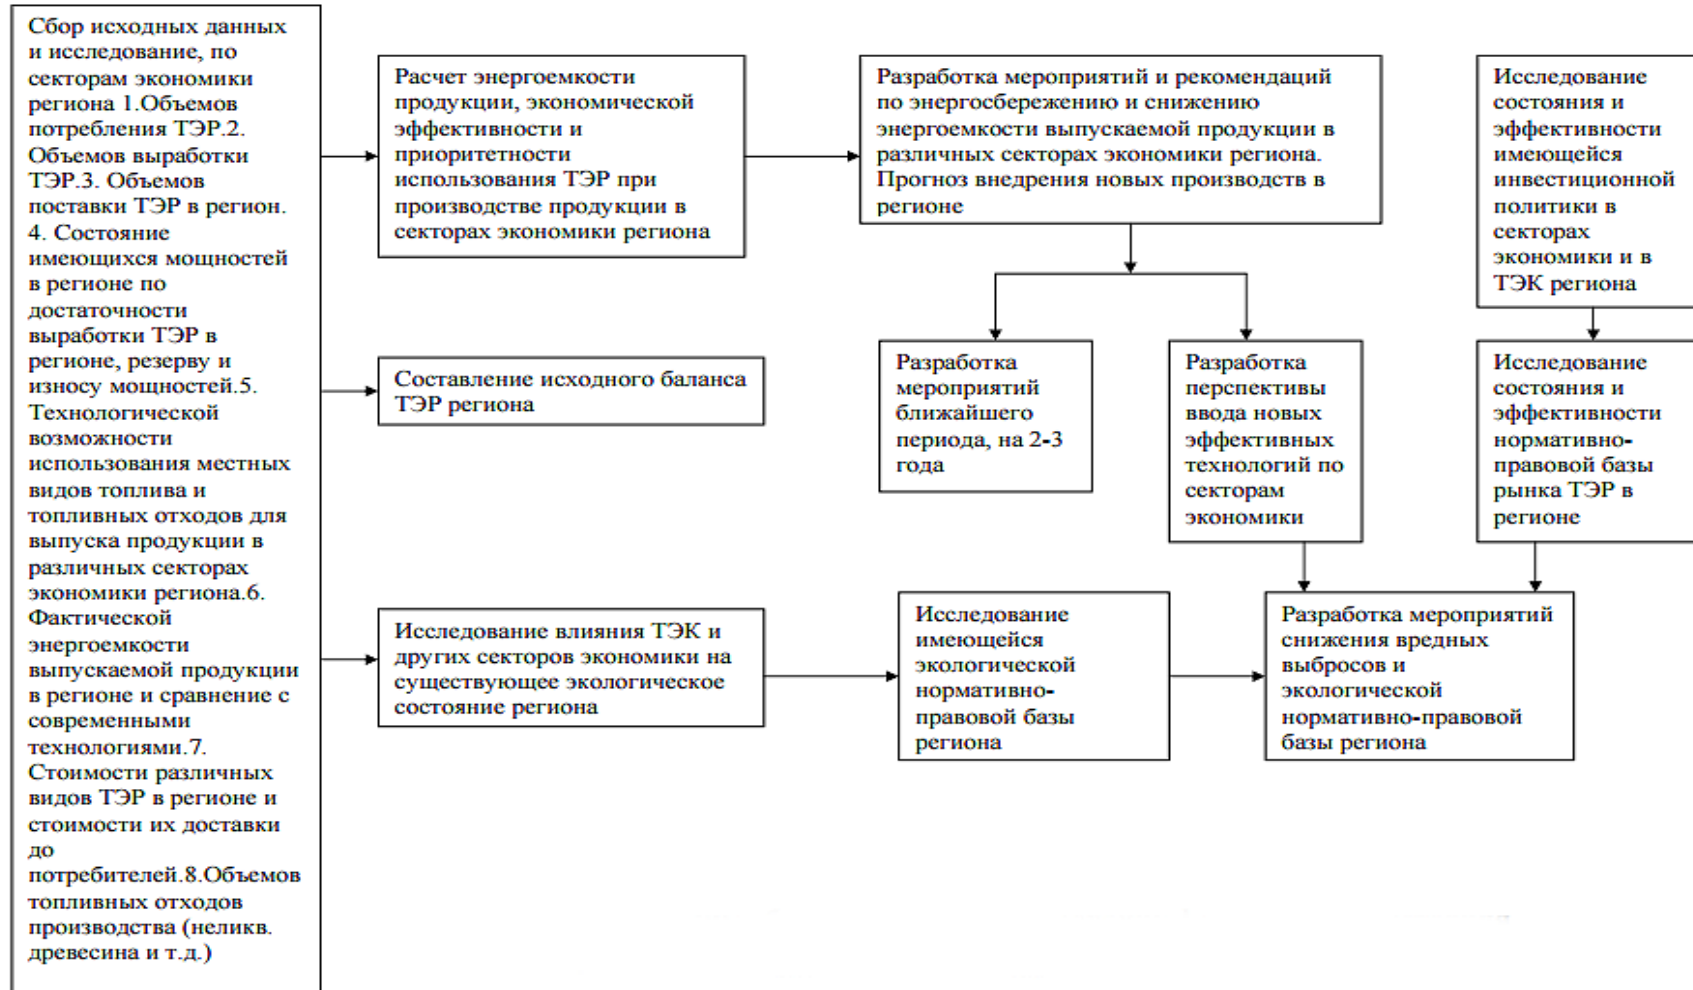 Сбор исходных данных
и исследование, по
секторам экономики
региона 1.Объемов
потребления ТЭР.2.
Объемов выработки
ТЭР.3. Объемов
поставки ТЭР в регион.
4. Состояние
имеющихся мощностей
в регионе по
достаточности
выработки ТЭР в
регионе, резерву и
износу мощностей.5.
Технологической
возможности
использования местных
видов топлива и
топливных отходов для
выпуска продукции в
различных секторах
экономики региона.6.
Фактической
энергоемкости
выпускаемой продукции
в регионе и сравнение с
современными
технологиями.7.
Стоимости различных
видов ТЭР в регионе и
стоимости их доставки
до
потребителей.8.Объемов
топливных отходов
производства (неликв.
древесина и т.д.)
Расчет энергоемкости
продукции, экономической
эффективности и
приоритетности
использования ТЭР при
производстве продукции в
секторах экономики региона
Разработка мероприятий и рекомендаций
по энергосбережению и снижению
энергоемкости выпускаемой продукции в
различных секторах экономики региона.
Прогноз внедрения новых производств в
регионе
Исследование
состояния и
эффективности
имеющейся
инвестиционной
политики в
секторах
экономики и в
ТЭК региона
Составление исходного баланса
ТЭР региона
Разработка
мероприятий
ближайшего
периода, на 2-3
года
Разработка
перспективы
ввода новых
эффективных
технологий по
секторам
экономики
Исследование
состояния и
эффективности
нормативно-
правовой базы
рынка ТЭР в
регионе
Исследование влияния ТЭК и
других секторов экономики на
существующее экологическое
состояние региона
Исследование
имеющейся
экологической
нормативно-
правовой базы
региона
Разработка мероприятий
снижения вредных
выбросов и
экологической
нормативно-правовой
базы региона